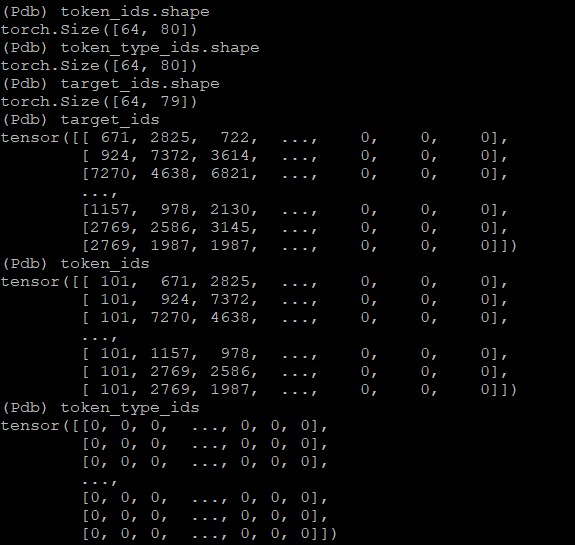 (Pdb) token_ids.shape
torch.Size([64, 80])
(Pdb) token_type_ids.shape
torch.Size([64, 80])
(Pdb) target_ids.shape
torch.Size([64, 79])
(Pdb) target_ids
tensor([[ 671, 2825,  722,  ...,    0,    0,    0],
        [ 924, 7372, 3614,  ...,    0,    0,    0],
        [7270, 4638, 6821,  ...,    0,    0,    0],
        ...,
        [1157,  978, 2130,  ...,    0,    0,    0],
        [2769, 2586, 3145,  ...,    0,    0,    0],
        [2769, 1987, 1987,  ...,    0,    0,    0]])
(Pdb) token_ids
tensor([[ 101,  671, 2825,  ...,    0,    0,    0],
        [ 101,  924, 7372,  ...,    0,    0,    0],
        [ 101, 7270, 4638,  ...,    0,    0,    0],
        ...,
        [ 101, 1157,  978,  ...,    0,    0,    0],
        [ 101, 2769, 2586,  ...,    0,    0,    0],
        [ 101, 2769, 1987,  ...,    0,    0,    0]])
(Pdb) token_type_ids
tensor([[0, 0, 0,  ..., 0, 0, 0],
        [0, 0, 0,  ..., 0, 0, 0],
        [0, 0, 0,  ..., 0, 0, 0],
        ...,
        [0, 0, 0,  ..., 0, 0, 0],
        [0, 0, 0,  ..., 0, 0, 0],
        [0, 0, 0,  ..., 0, 0, 0]])